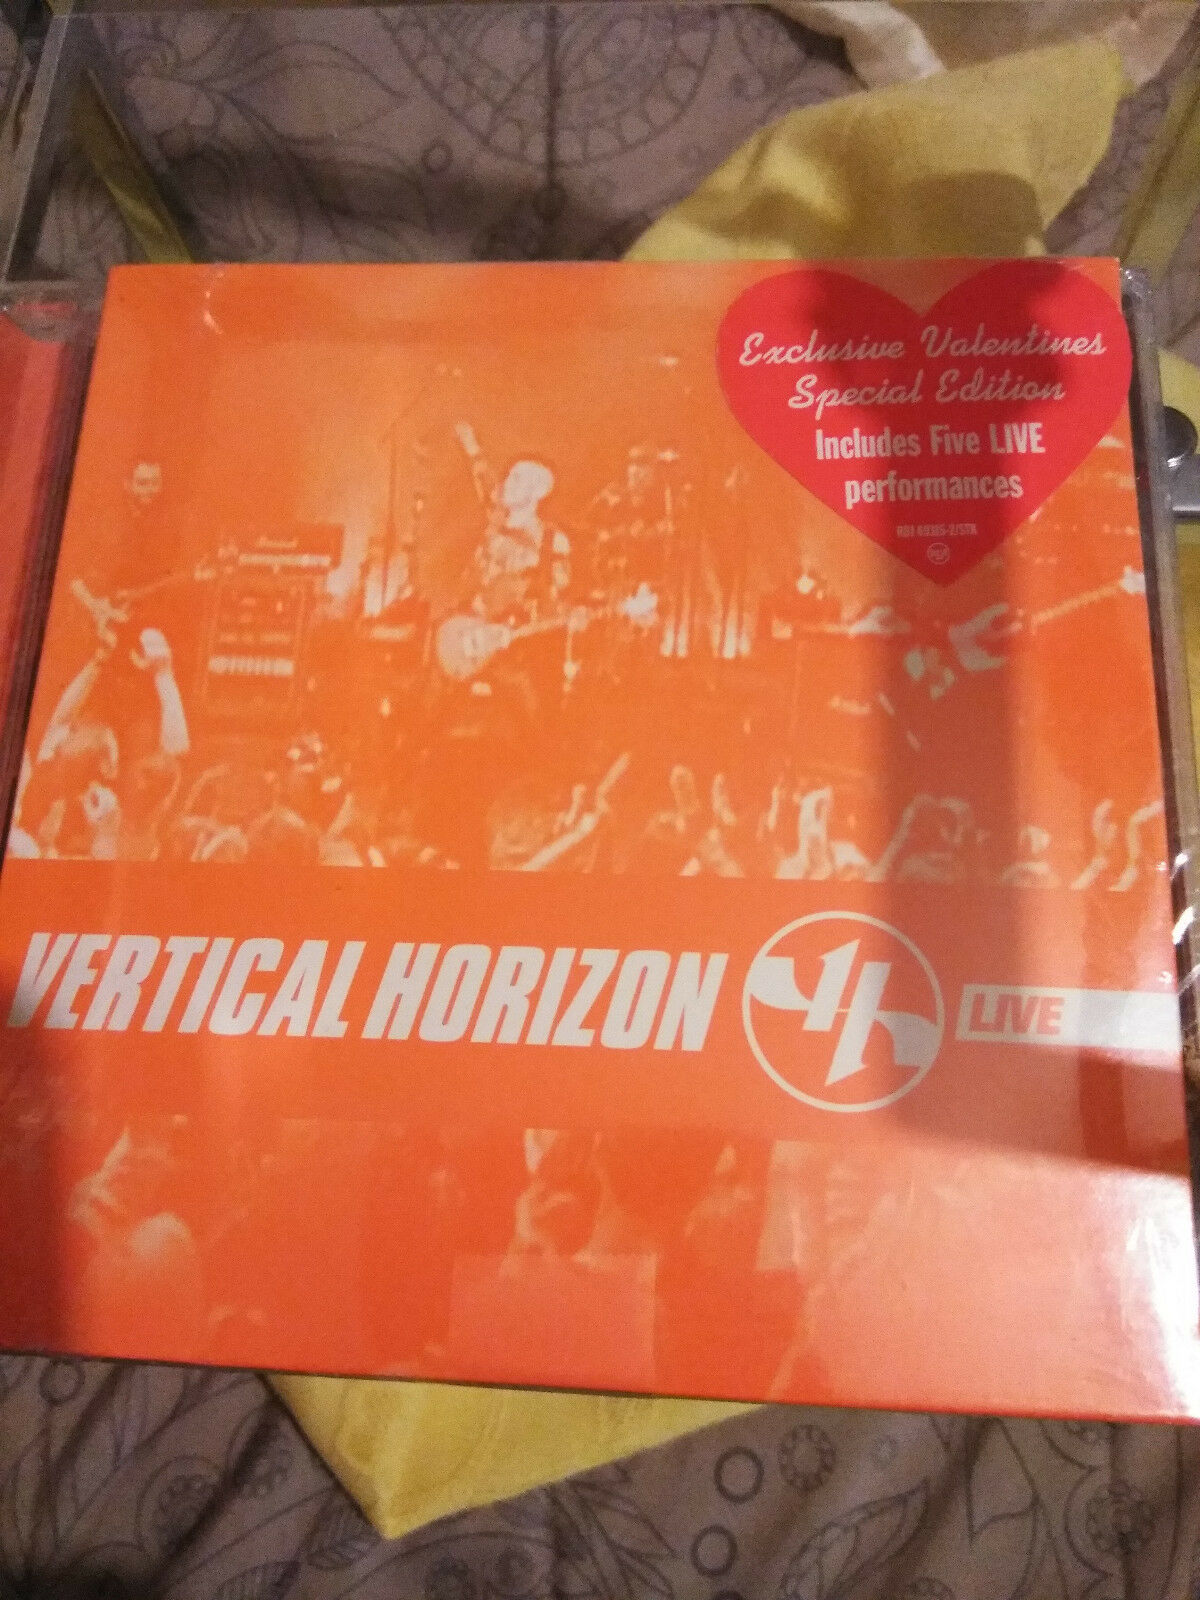 Exclusive Valentines
Special Edition
Includes Five LIVE
performances
VERTICAL HORIZON
LIVE